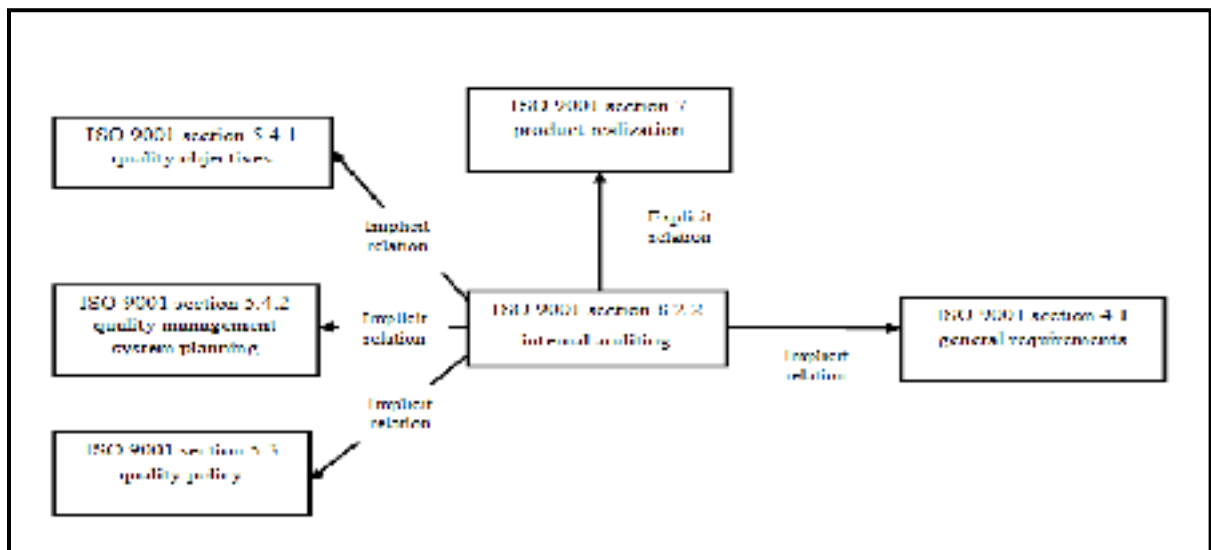 ISO 9001 section 7
product realization
ISO 9001 section 5.4.1
quality objectives
Implicit
relation
Explicit
relation
ISO 9001 section 5.4.2
quality management
system planning
Implicit
relation
ISO 9001 section 8.2.2
internal auditing
ISO 9001 section 4.1
general requirements
Implicit
relation
Implicit
relation
ISO 9001 section 5.3
quality policy